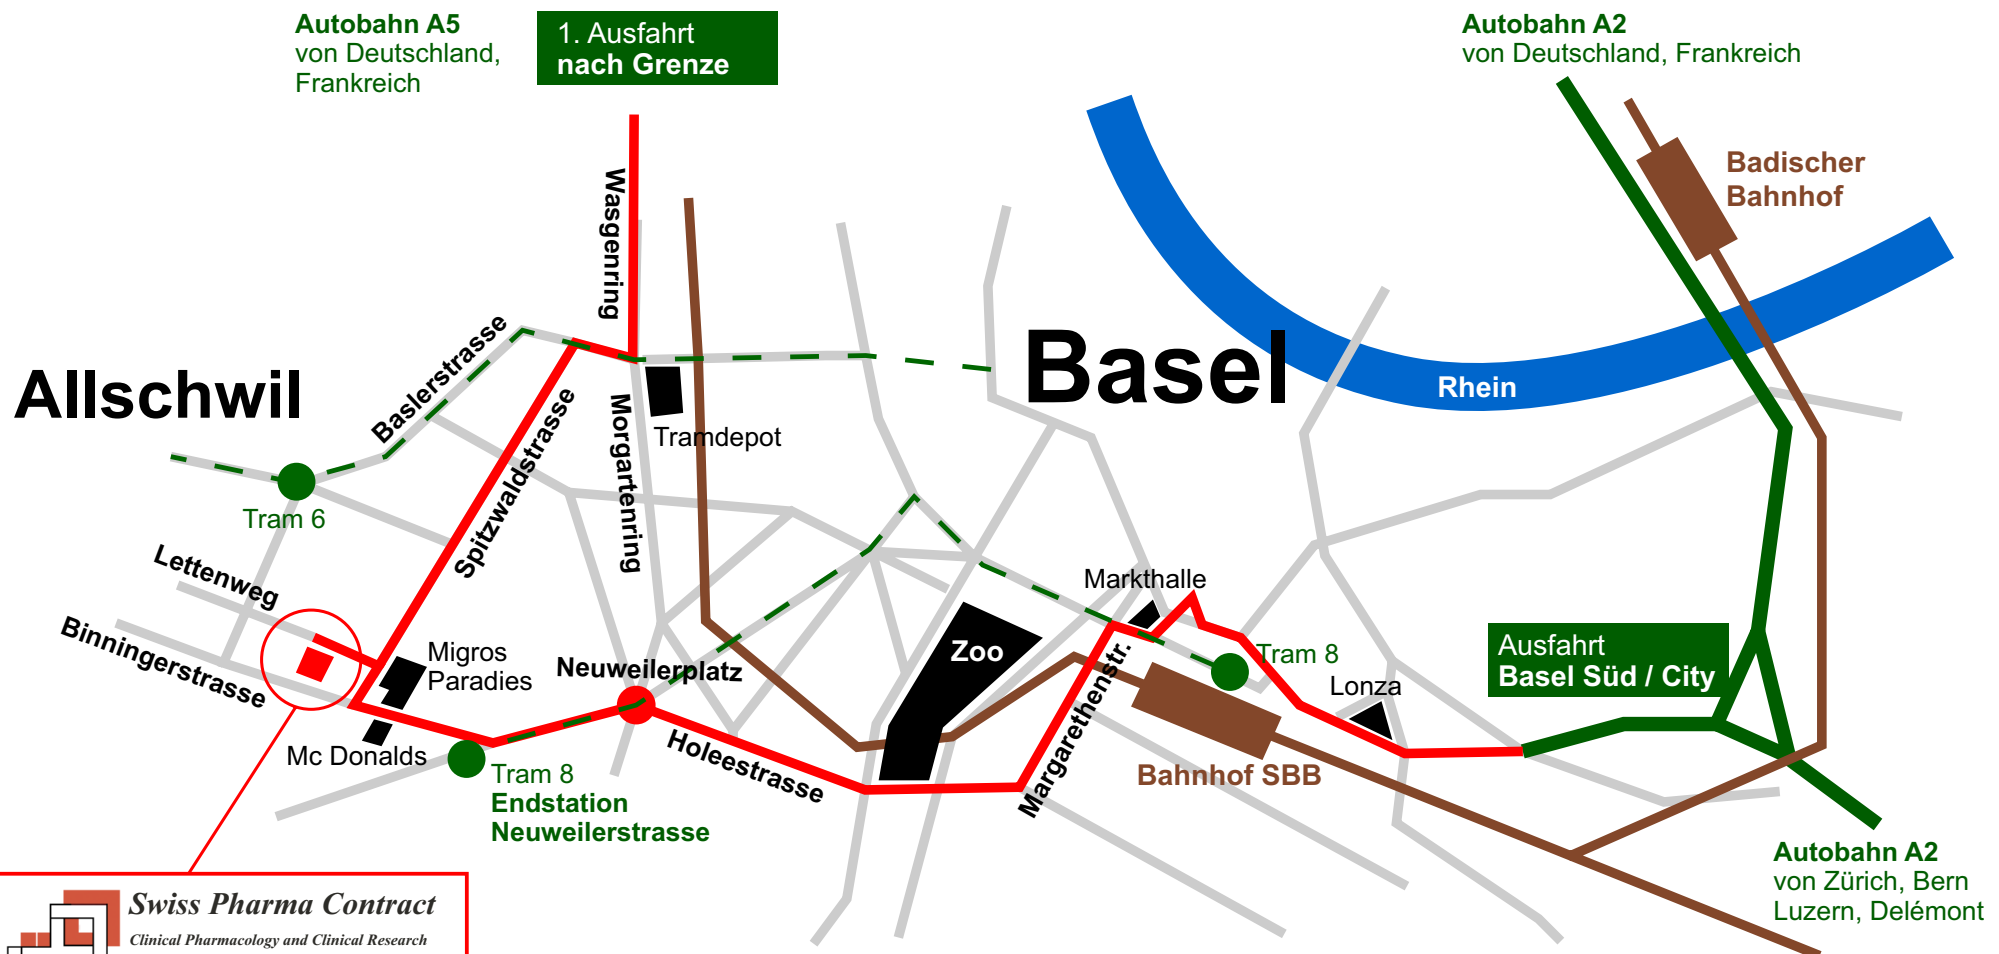 Autobahn A5
von Deutschland,
Frankreich
1. Ausfahrt
nach Grenze
Autobahn A2
von Deutschland, Frankreich
Badischer
Bahnhof
Wasgenring
Basel
Rhein
Allschwil
Baslerstrasse
Spitzwaldstrasse
Morgartenring
Tramdepot
Tram 6
Lettenweg
Binningerstrasse
Migros
Paradies
Mc Donalds
Neuweilerplatz
Holeestrasse
Tram 8
Endstation
Neuweilerstrasse
Zoo
Markthalle
Margarethenstr.
Tram 8
Bahnhof SBB
Lonza
Ausfahrt
Basel Süd / City
Autobahn A2
von Zürich, Bern
Luzern, Delémont
Swiss Pharma Contract
Clinical Pharmacology and Clinical Research